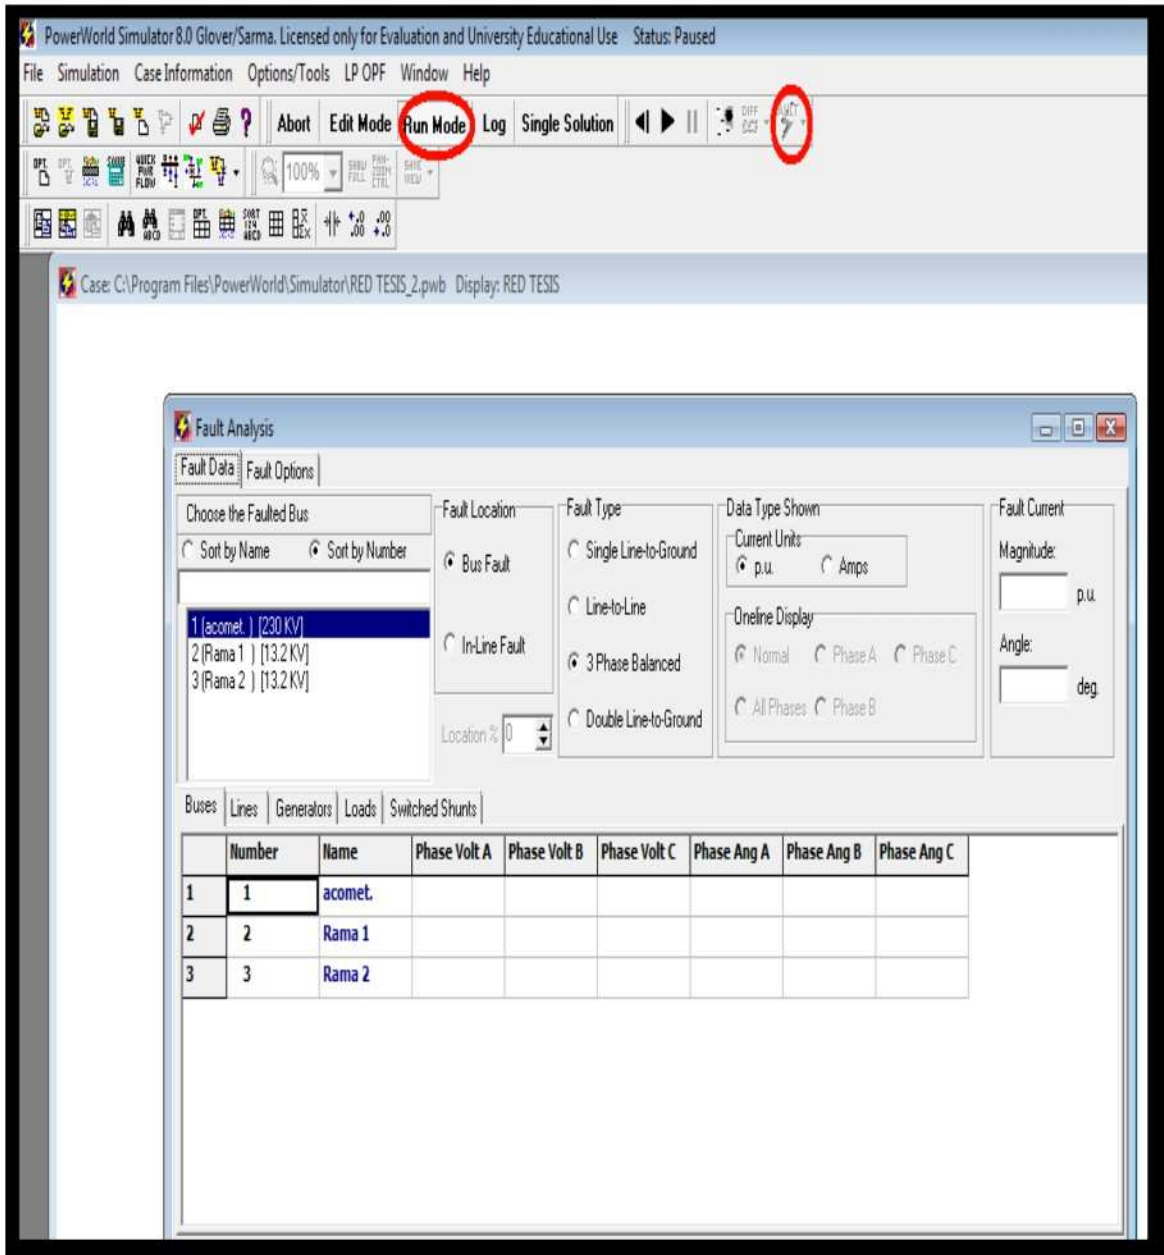 PowerWorld Simulator 8.0 Glover/Sarma. Licensed only for Evaluation and University Educational Use Status: Paused
File Simulation Case Information Options/Tools LP OPF Window Help
Abort Edit Mode Run Mode Log Single Solution
100%
Case: C:\Program Files\PowerWorld\Simulator\RED TESIS_2.pwb Display: RED TESIS
Fault Analysis
Fault Data Fault Options
Choose the Faulted Bus
Sort by Name Sort by Number
1 (acomet. ) [230 KV]
2 (Rama 1 ) [13.2 KV]
3 (Rama 2 ) [13.2 KV]
Fault Location
Bus Fault
In-Line Fault
Location % 0
Fault Type
Single Line-to-Ground
Line-to-Line
3 Phase Balanced
Double Line-to-Ground
Data Type Shown
Current Units
p.u. Amps
Oneline Display
Normal Phase A Phase C
All Phases Phase B
Fault Current
Magnitude:
p.u.
Angle:
deg.
Buses Lines Generators Loads Switched Shunts
Number Name Phase Volt A Phase Volt B Phase Volt C Phase Ang A Phase Ang B Phase Ang C
1 1 acomet.
2 2 Rama 1
3 3 Rama 2